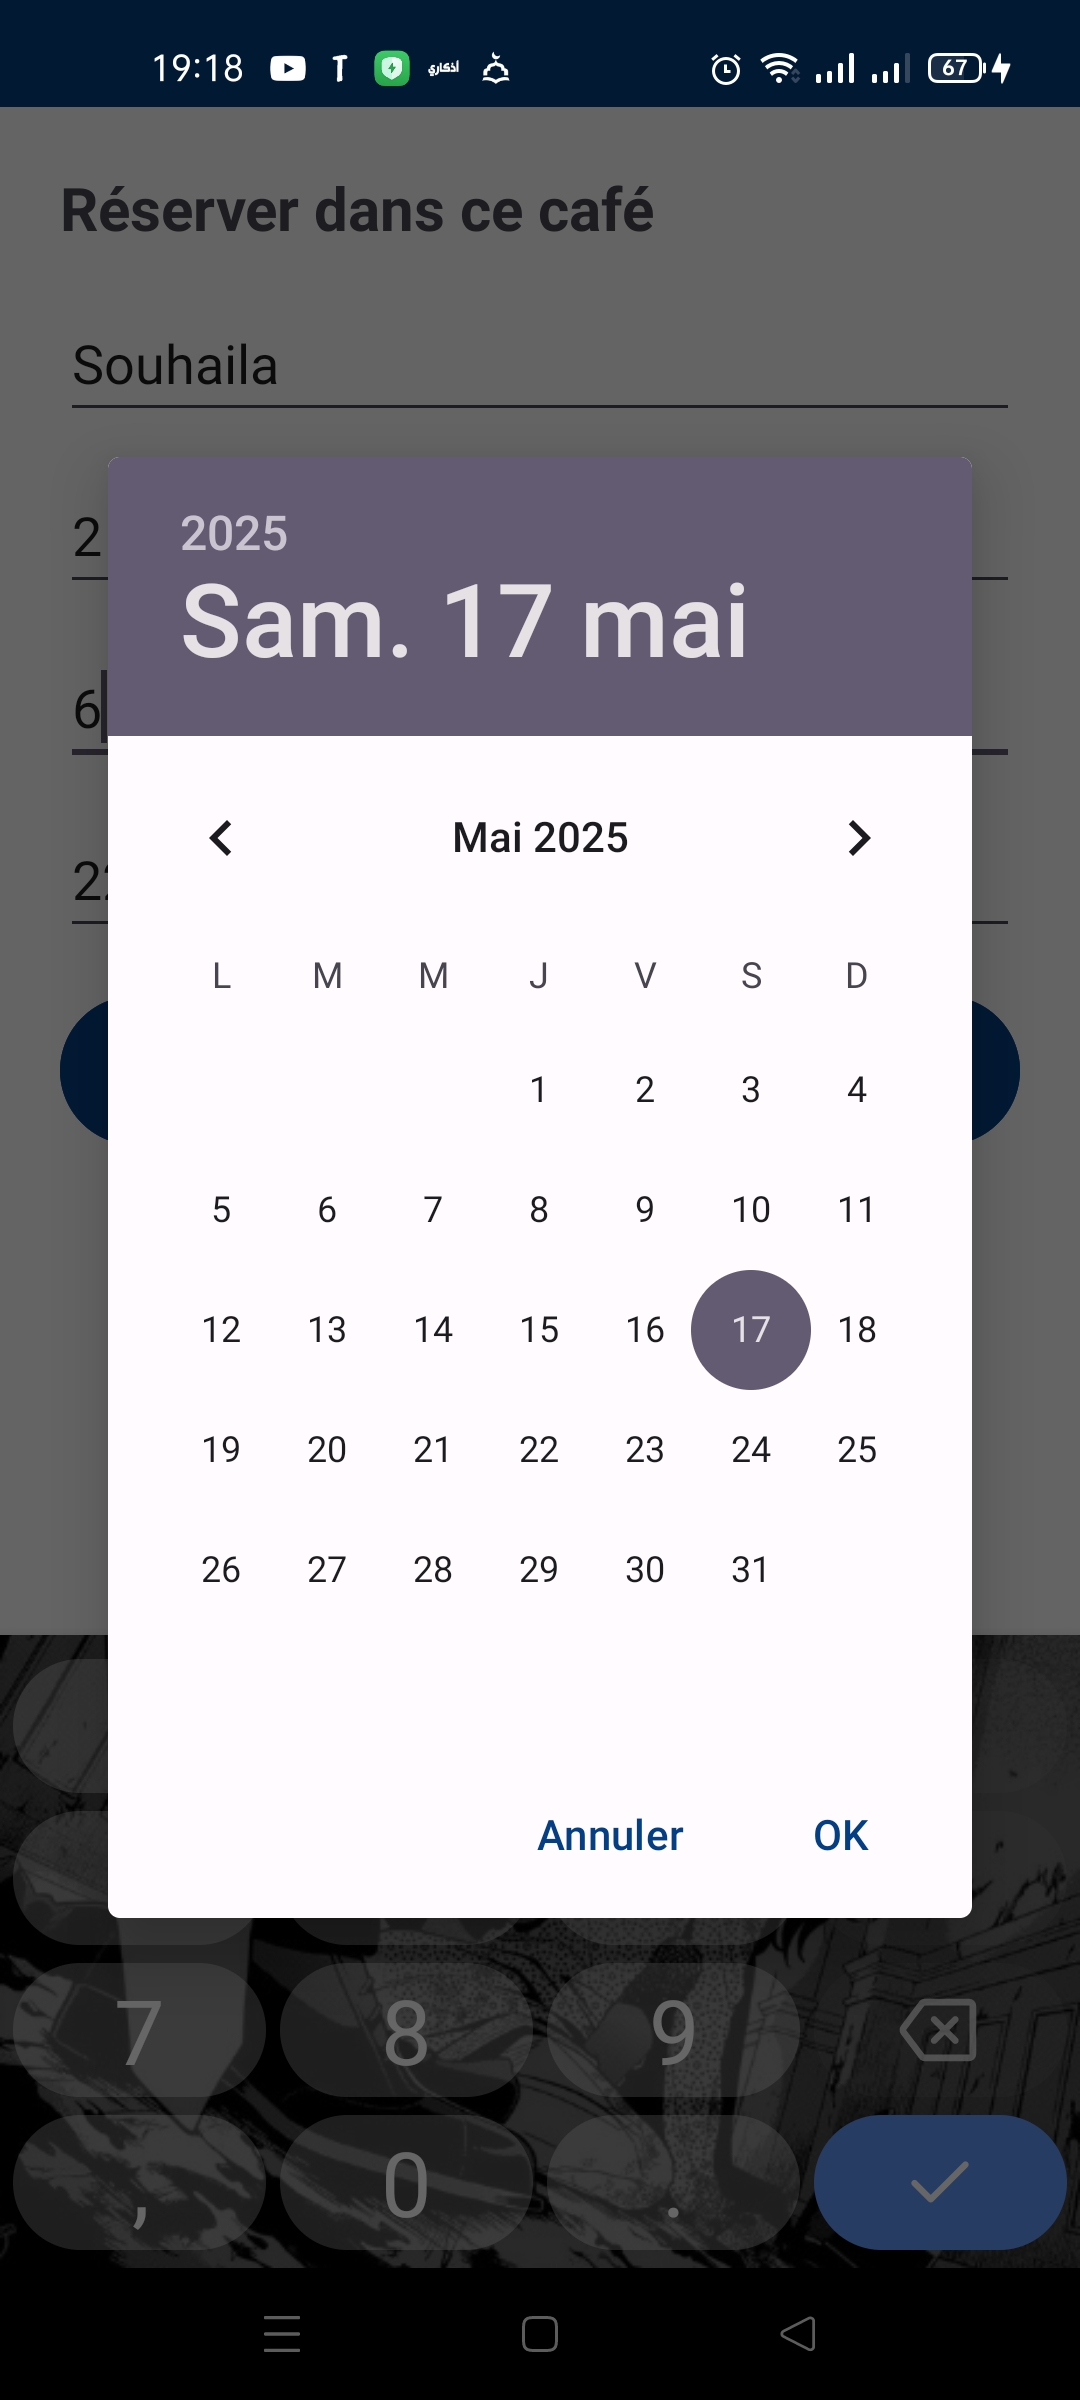 19:18 أذكاري 67
Réserver dans ce café
Souhaila
2
6
2025
Sam. 17 mai
Mai 2025
L M M J V S D
1 2 3 4
5 6 7 8 9 10 11
12 13 14 15 16 17 18
19 20 21 22 23 24 25
26 27 28 29 30 31
Annuler OK
7 8 9
, 0 .